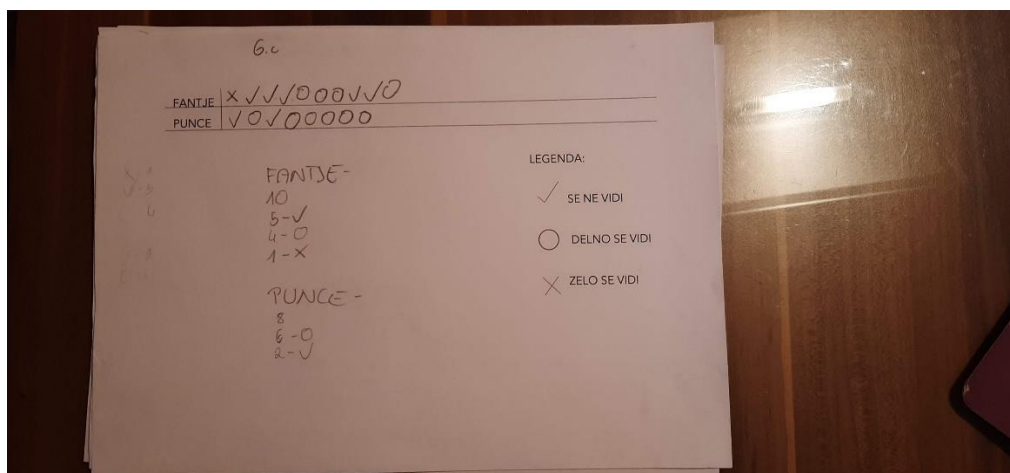 6.c
FANTJE X ✓ ✓ ✓ O O O ✓ ✓ O
PUNCE ✓ O ✓ O O O O O
FANTJE -
10
5 - ✓
4 - O
1 - X
PUNCE -
8
6 - O
2 - ✓
LEGENDA:
✓ SE NE VIDI
O DELNO SE VIDI
X ZELO SE VIDI